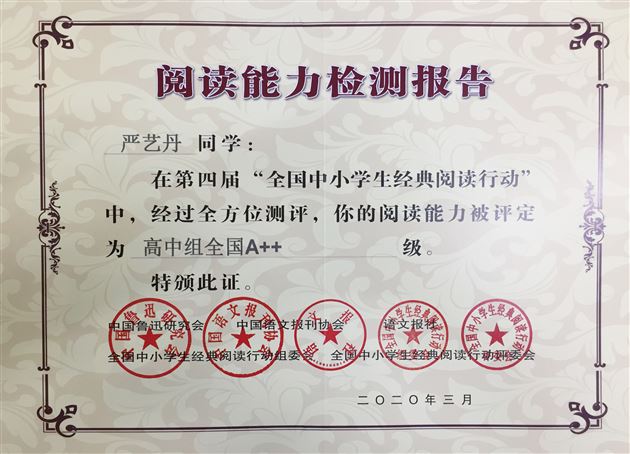 阅读能力检测报告
严艺丹 同学：
在第四届“全国中小学生经典阅读行动”
中，经过全方位测评，你的阅读能力被评定
为 高中组全国A++ 级。
特颁此证。
中国鲁迅研究会 中国语文报刊协会 语文报社
全国中小学生经典阅读行动组委会 全国中小学生经典阅读行动评委会
二〇二〇年三月